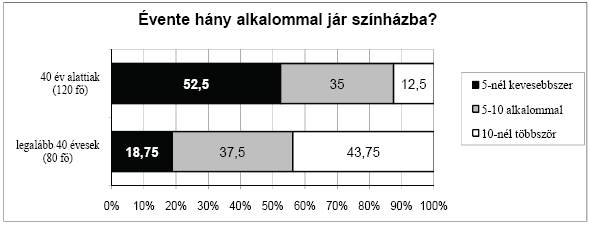 Évente hány alkalommal jár színházba?
40 év alattiak
(120 fő)
52,5
35
12,5
legalább 40 évesek
(80 fő)
18,75
37,5
43,75
0% 10% 20% 30% 40% 50% 60% 70% 80% 90% 100%
5-nél kevesebbszer
5-10 alkalommal
10-nél többször